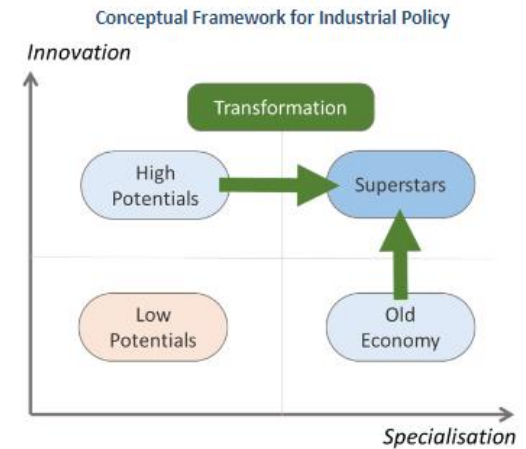 Conceptual Framework for Industrial Policy
Innovation
Transformation
High
Potentials
Superstars
Low
Potentials
Old
Economy
Specialisation